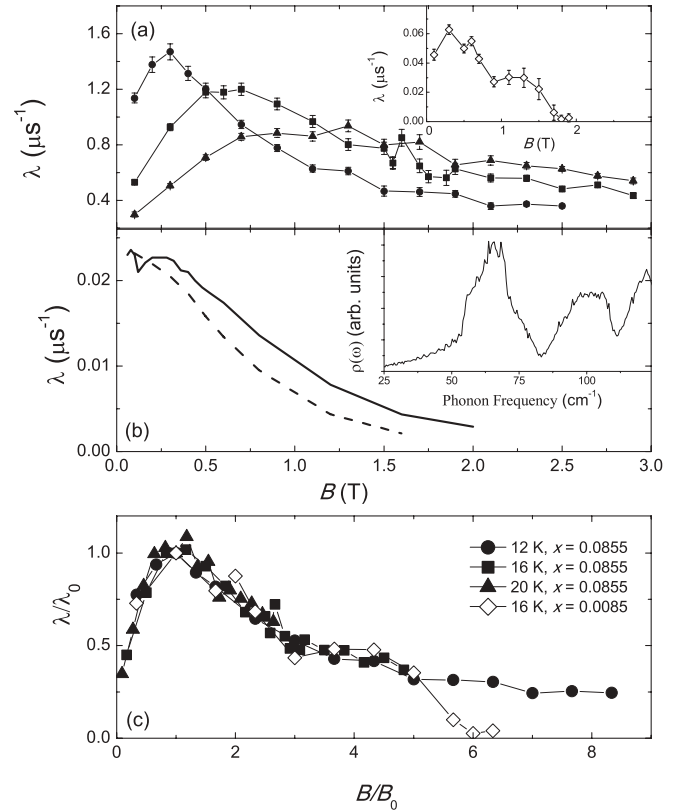 (a)
1.6
1.2
0.8
0.4
λ (μs⁻¹)
0.06
0.04
0.02
0.00
λ (μs⁻¹)
0 1 2
B (T)
(b)
0.02
0.01
0.00
λ (μs⁻¹)
ρ(ω) (arb. units)
25 50 75 100
Phonon Frequency (cm⁻¹)
0.0 0.5 1.0 1.5 2.0 2.5 3.0
B (T)
(c)
1.0
0.5
0.0
λ/λ₀
12 K, x = 0.0855
16 K, x = 0.0855
20 K, x = 0.0855
16 K, x = 0.0085
0 2 4 6 8
B/B₀